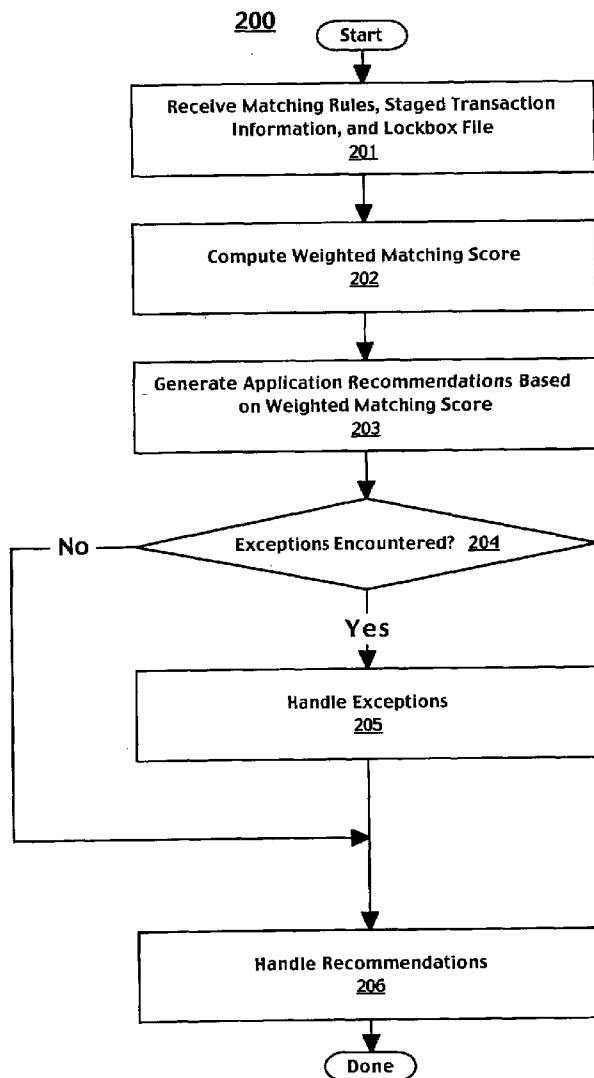 200
Start
Receive Matching Rules, Staged Transaction
Information, and Lockbox File
201
Compute Weighted Matching Score
202
Generate Application Recommendations Based
on Weighted Matching Score
203
No
Exceptions Encountered? 204
Yes
Handle Exceptions
205
Handle Recommendations
206
Done